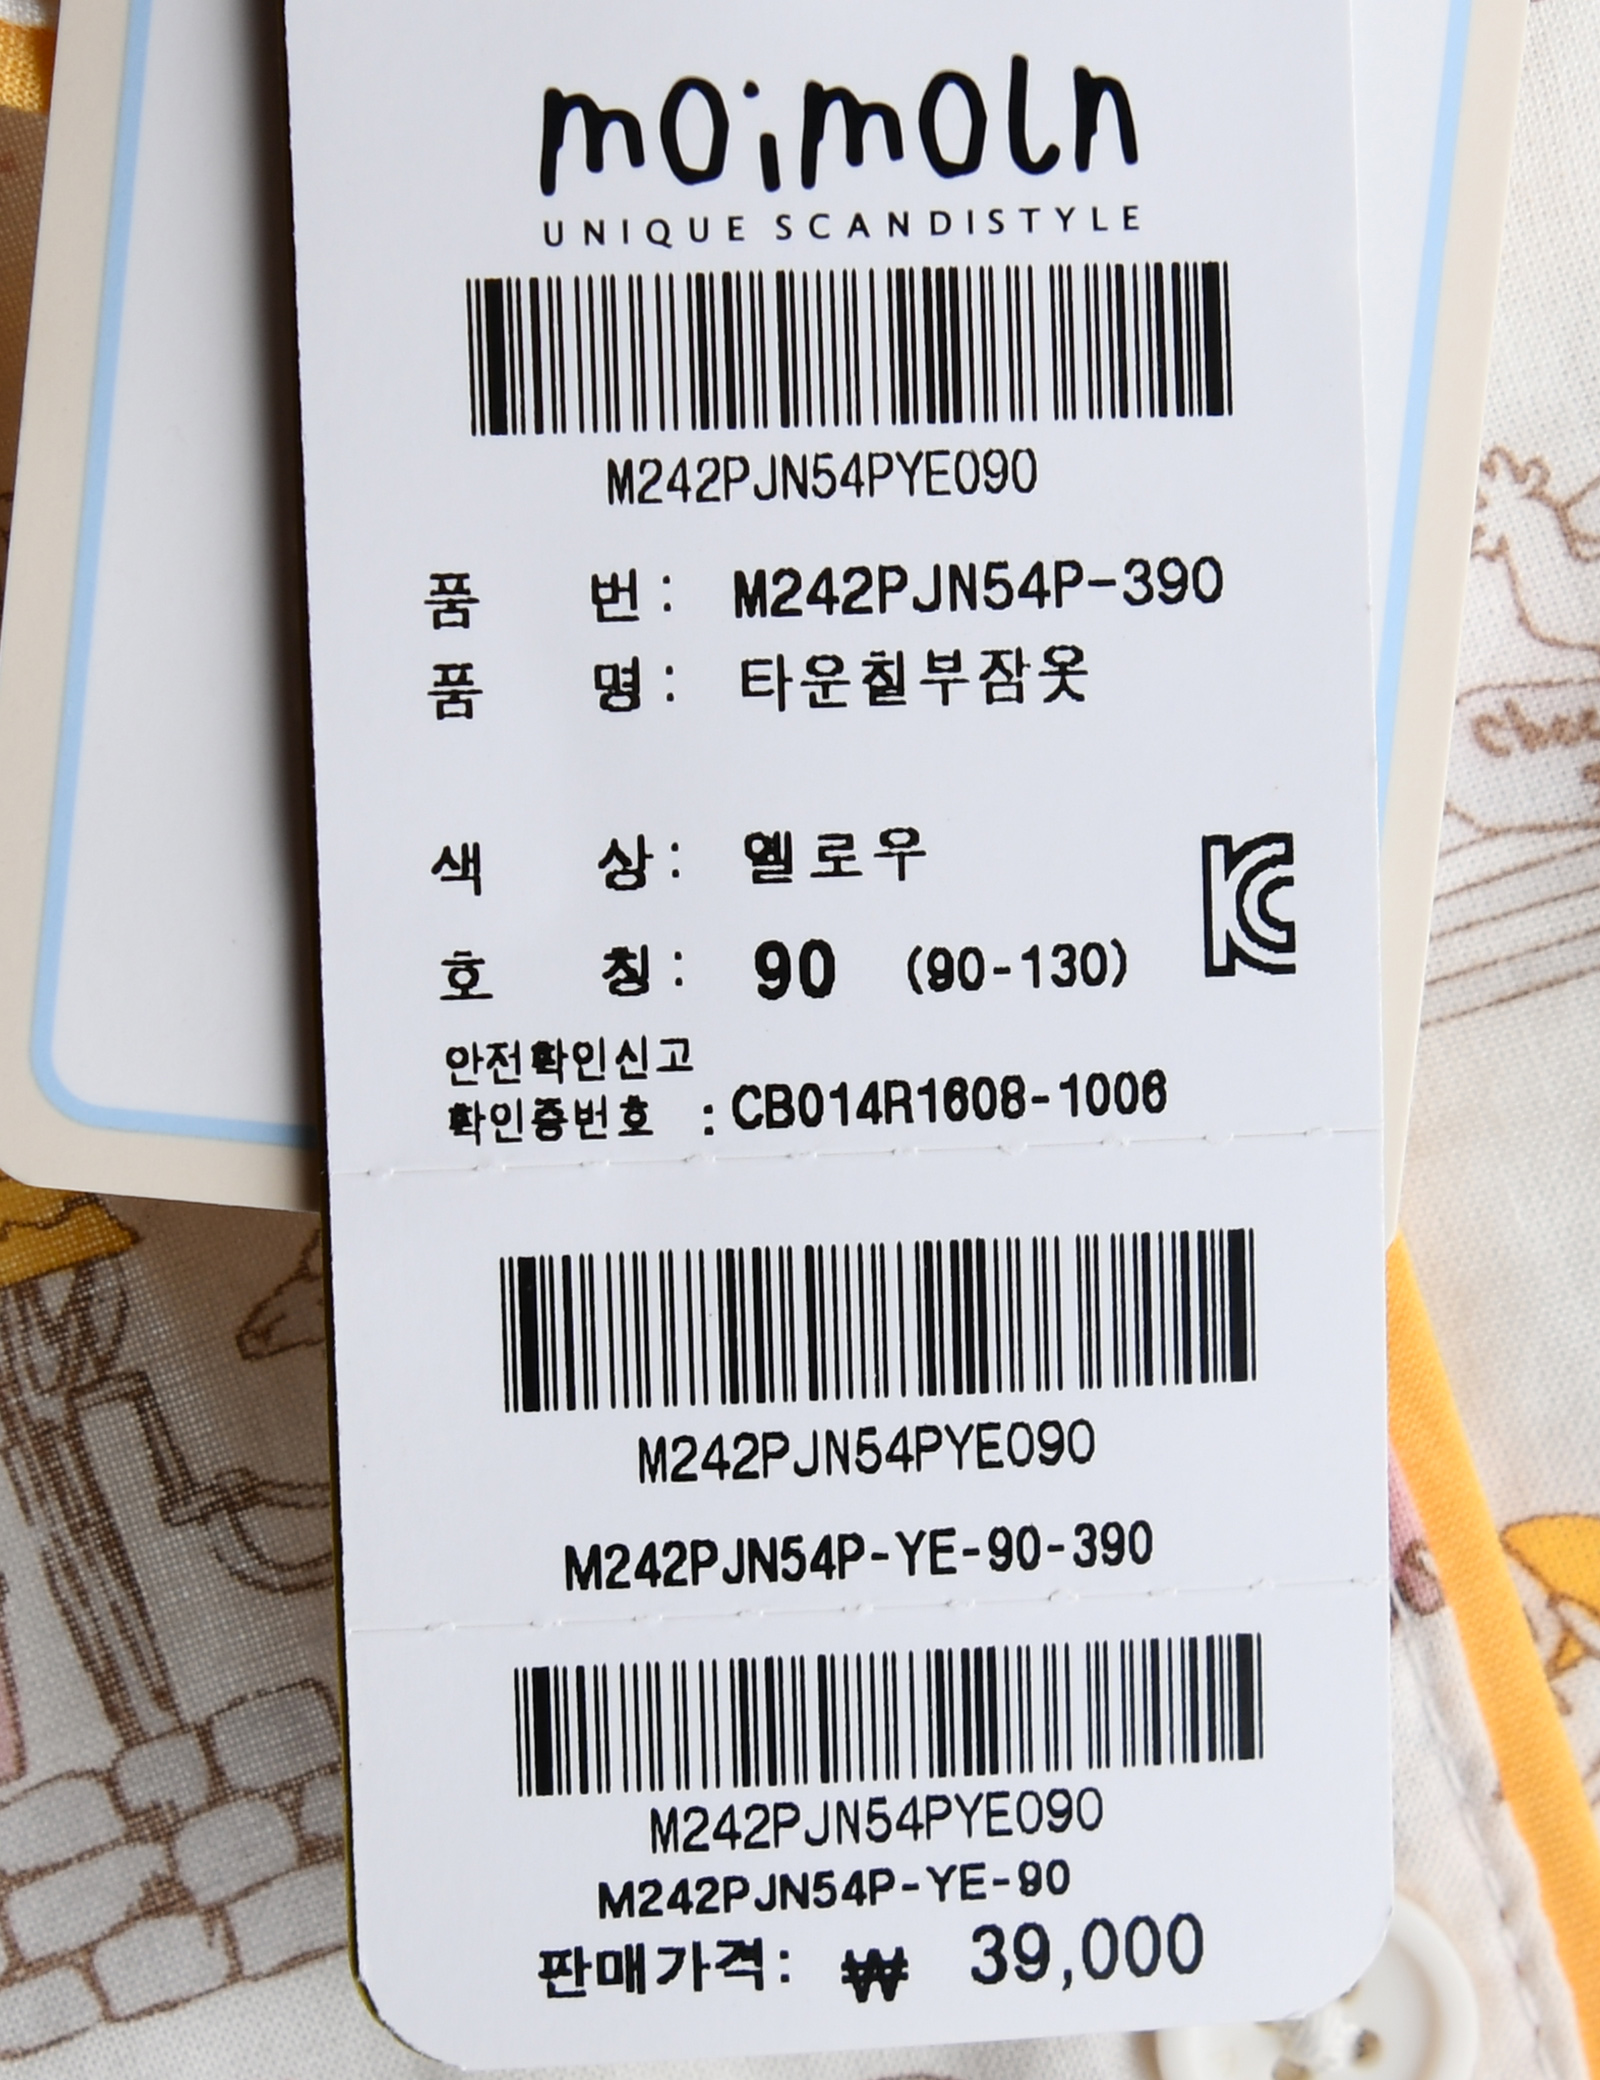 moimoln
UNIQUE SCANDISTYLE
M242PJN54PYE090
품 번 : M242PJN54P-390
품 명 : 타운칠부잠옷
색 상 : 옐로우
호 칭 : 90 (90-130)
안전확인신고
확인증번호 : CB014R1608-1006
M242PJN54PYE090
M242PJN54P-YE-90-390
M242PJN54PYE090
M242PJN54P-YE-90
판매가격: ₩ 39,000